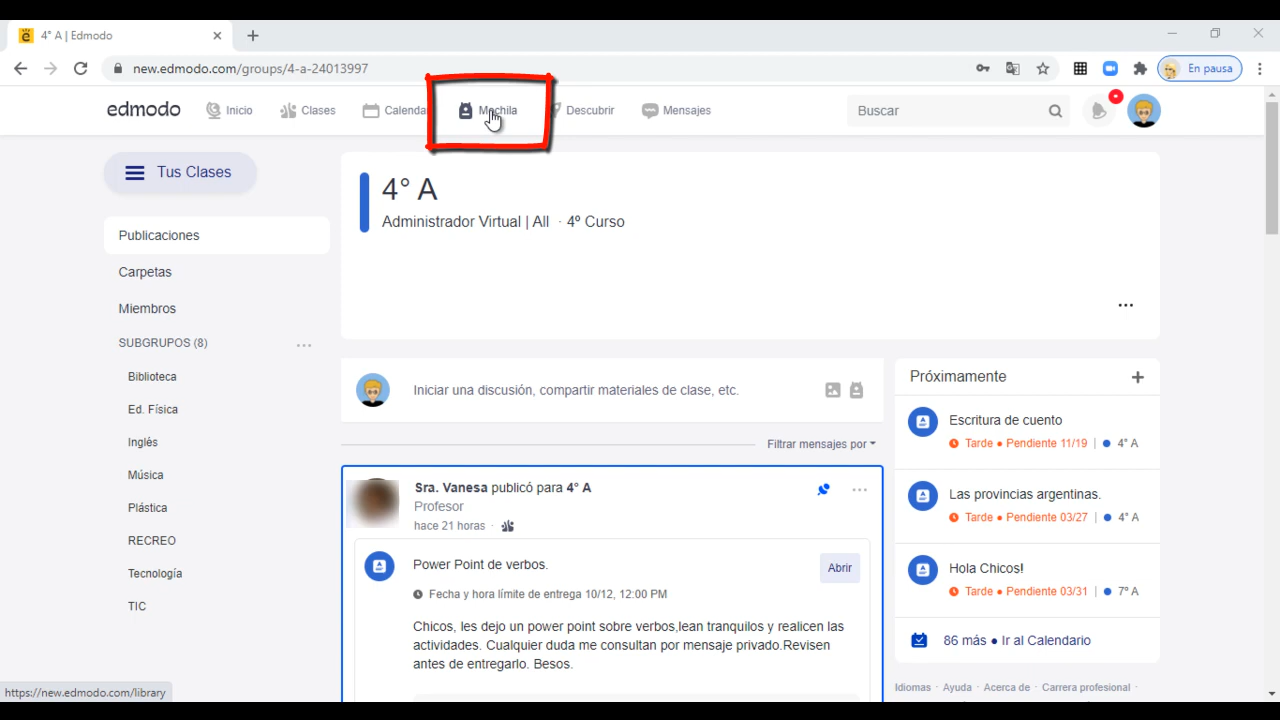 4° A | Edmodo
new.edmodo.com/groups/4-a-24013997
En pausa
edmodo
Inicio
Clases
Calenda
Mochila
Descubrir
Mensajes
Buscar
Tus Clases
4° A
Administrador Virtual | All · 4º Curso
Publicaciones
Carpetas
Miembros
SUBGRUPOS (8)
Biblioteca
Ed. Física
Inglés
Música
Plástica
RECREO
Tecnología
TIC
Iniciar una discusión, compartir materiales de clase, etc.
Filtrar mensajes por
Sra. Vanesa publicó para 4° A
Profesor
hace 21 horas ·
Power Point de verbos.
Abrir
Fecha y hora límite de entrega 10/12, 12:00 PM
Chicos, les dejo un power point sobre verbos,lean tranquilos y realicen las
actividades. Cualquier duda me consultan por mensaje privado.Revisen
antes de entregarlo. Besos.
Próximamente
Escritura de cuento
Tarde • Pendiente 11/19 | • 4° A
Las provincias argentinas.
Tarde • Pendiente 03/27 | • 4° A
Hola Chicos!
Tarde • Pendiente 03/31 | • 7° A
86 más • Ir al Calendario
Idiomas · Ayuda · Acerca de · Carrera profesional ·
https://new.edmodo.com/library